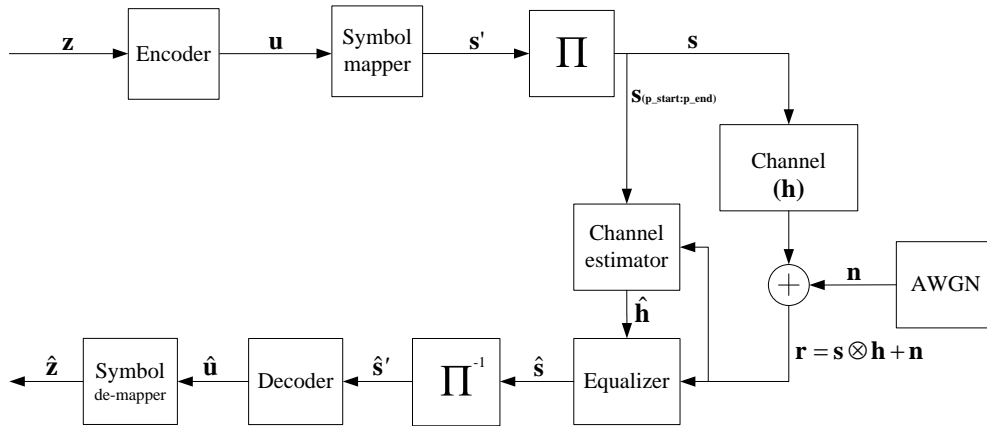 z
Encoder
u
Symbol
mapper
s'
∏
s
s(p_start:p_end)
Channel
(h)
Channel
estimator
n
AWGN
ĥ
r = s ⊗ h + n
ẑ
Symbol
de-mapper
û
Decoder
ŝ′
∏⁻¹
ŝ
Equalizer